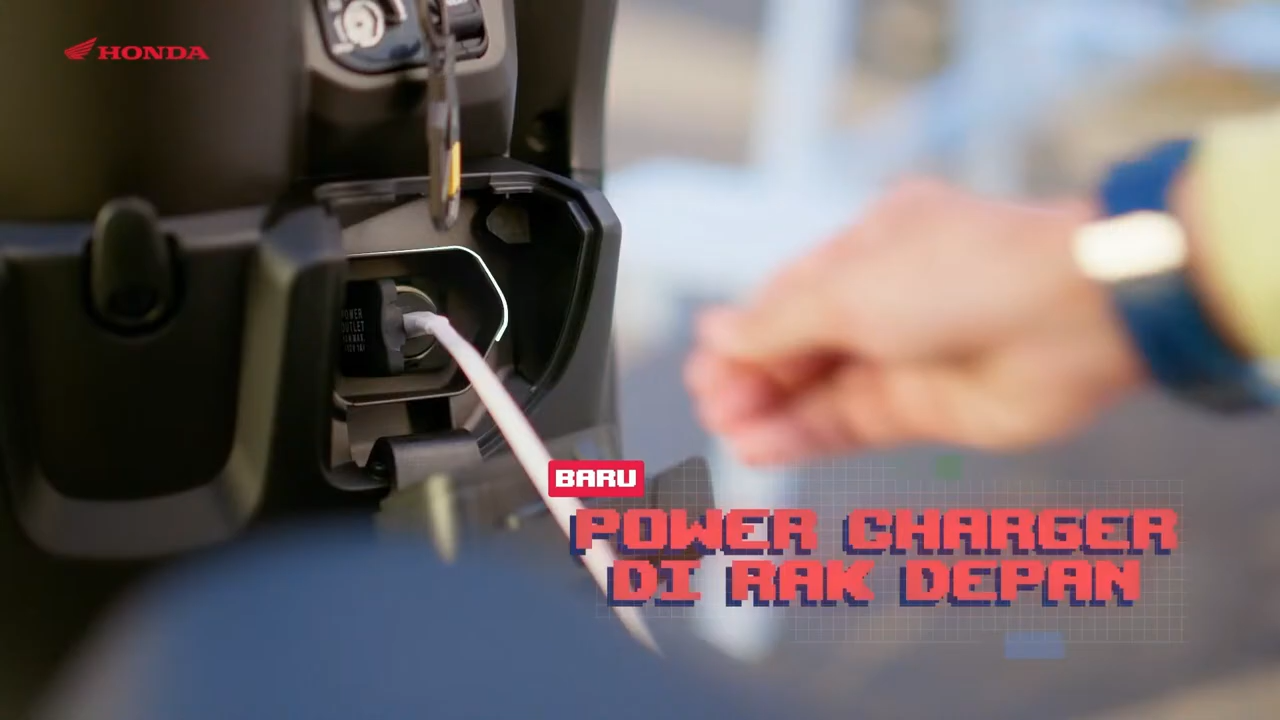 HONDA
POWER
OUTLET
BARU
POWER CHARGER
DI RAK DEPAN